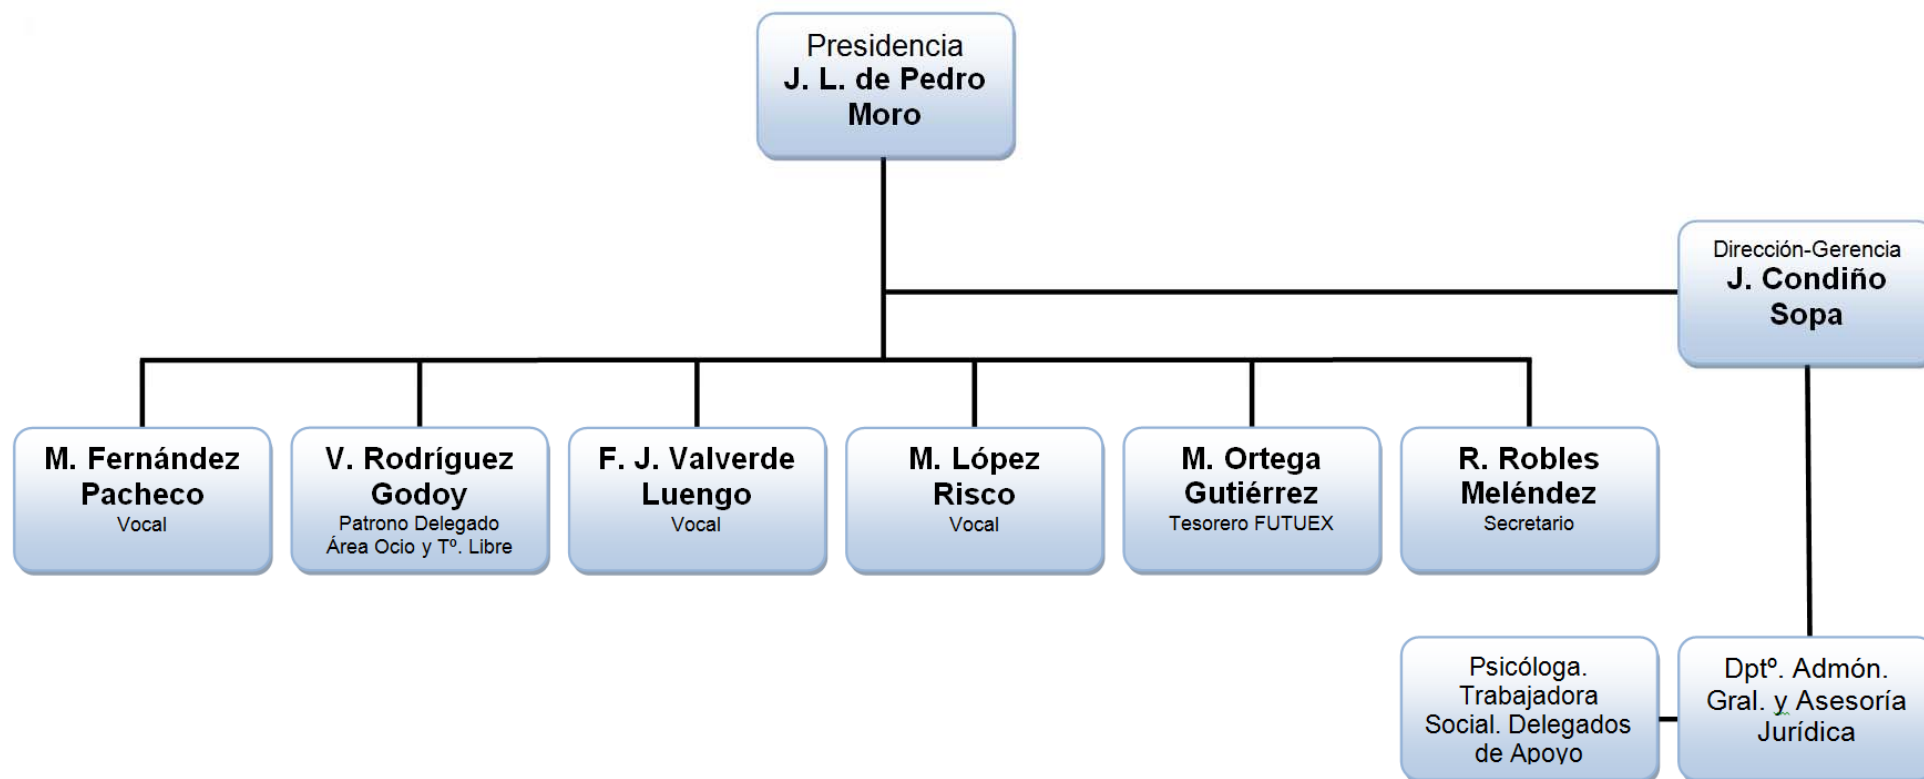 Presidencia
J. L. de Pedro
Moro
Dirección-Gerencia
J. Condiño
Sopa
M. Fernández
Pacheco
Vocal
V. Rodríguez
Godoy
Patrono Delegado
Área Ocio y Tº. Libre
F. J. Valverde
Luengo
Vocal
M. López
Risco
Vocal
M. Ortega
Gutiérrez
Tesorero FUTUEX
R. Robles
Meléndez
Secretario
Psicóloga.
Trabajadora
Social. Delegados
de Apoyo
Dptº. Admón.
Gral. y Asesoría
Jurídica